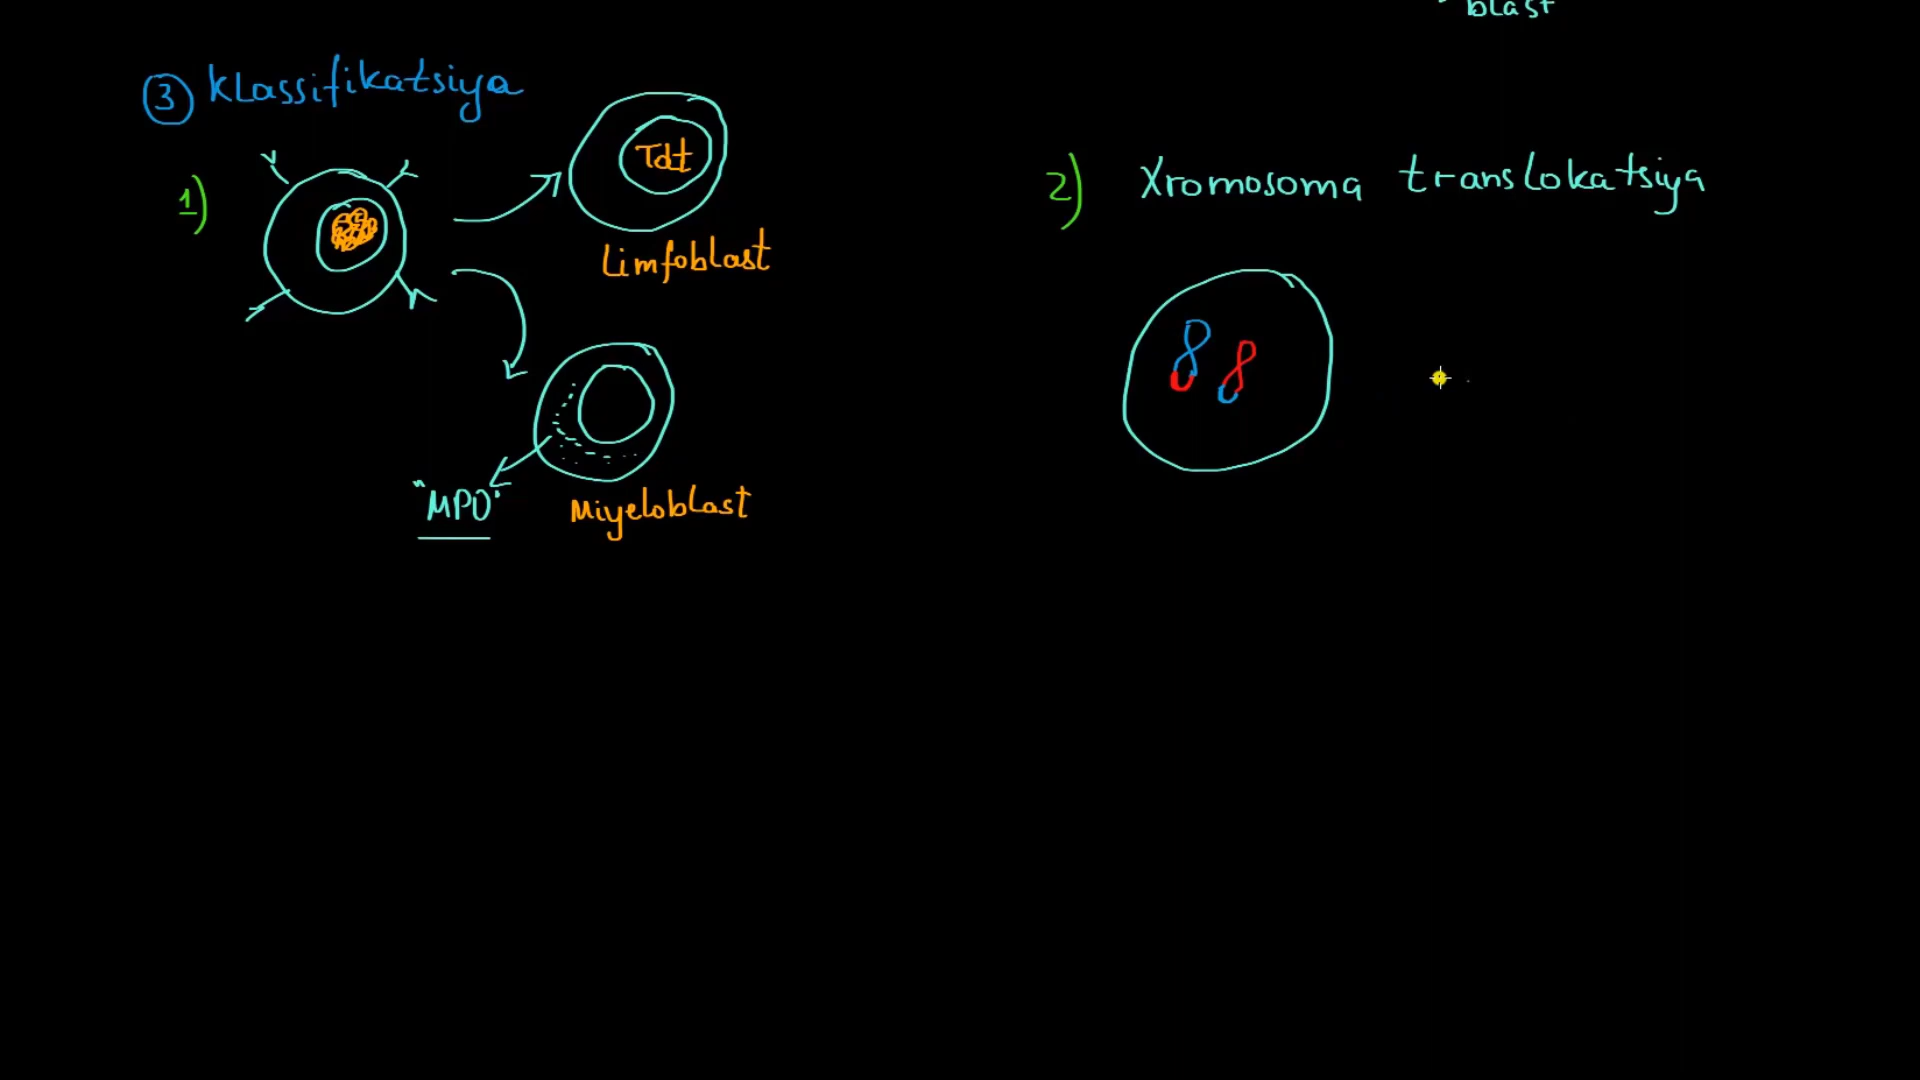 blast
③ Klassifikatsiya
1)
Tdt
Limfoblast
"MPO"
Miyeloblast
2) Xromosoma translokatsiya